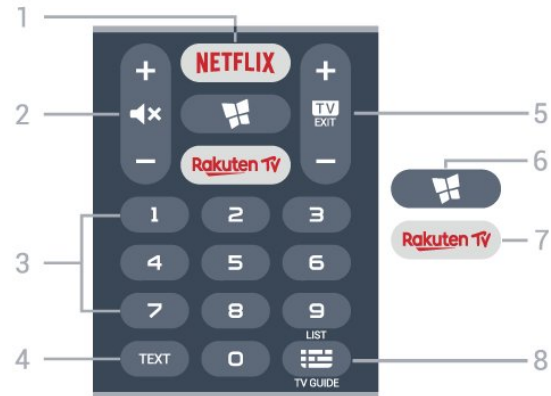 1
NETFLIX
+ +
2 TV 5
EXIT
6
− Rakuten TV −
1 2 3 Rakuten TV 7
3 4 5 6
7 8 9
LIST
4 TEXT 0 8
TV GUIDE